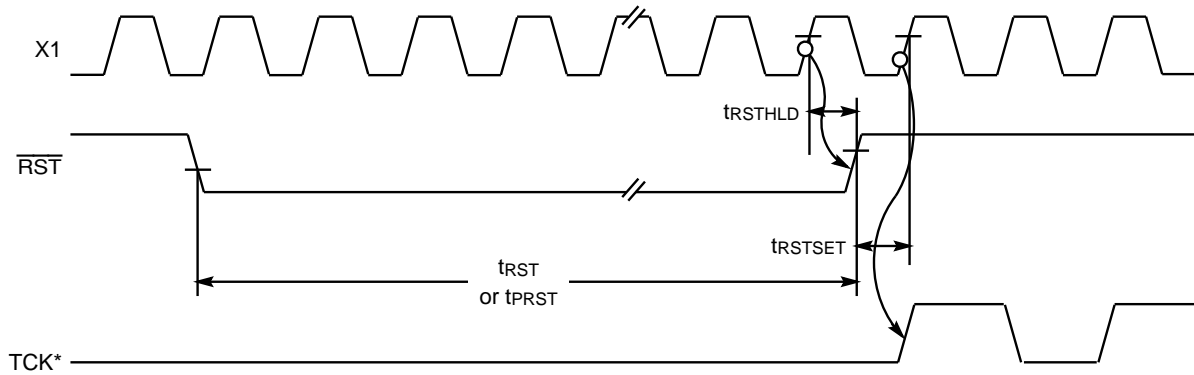 X1
tRSTHLD
RST
tRSTSET
tRST
or tPRST
TCK*